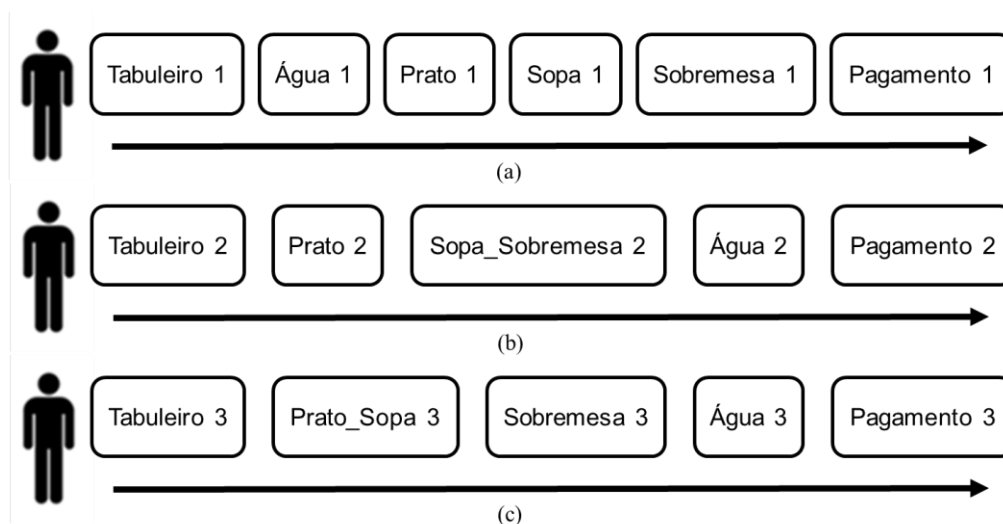 Tabuleiro 1 Água 1 Prato 1 Sopa 1 Sobremesa 1 Pagamento 1
(a)
Tabuleiro 2 Prato 2 Sopa_Sobremesa 2 Água 2 Pagamento 2
(b)
Tabuleiro 3 Prato_Sopa 3 Sobremesa 3 Água 3 Pagamento 3
(c)